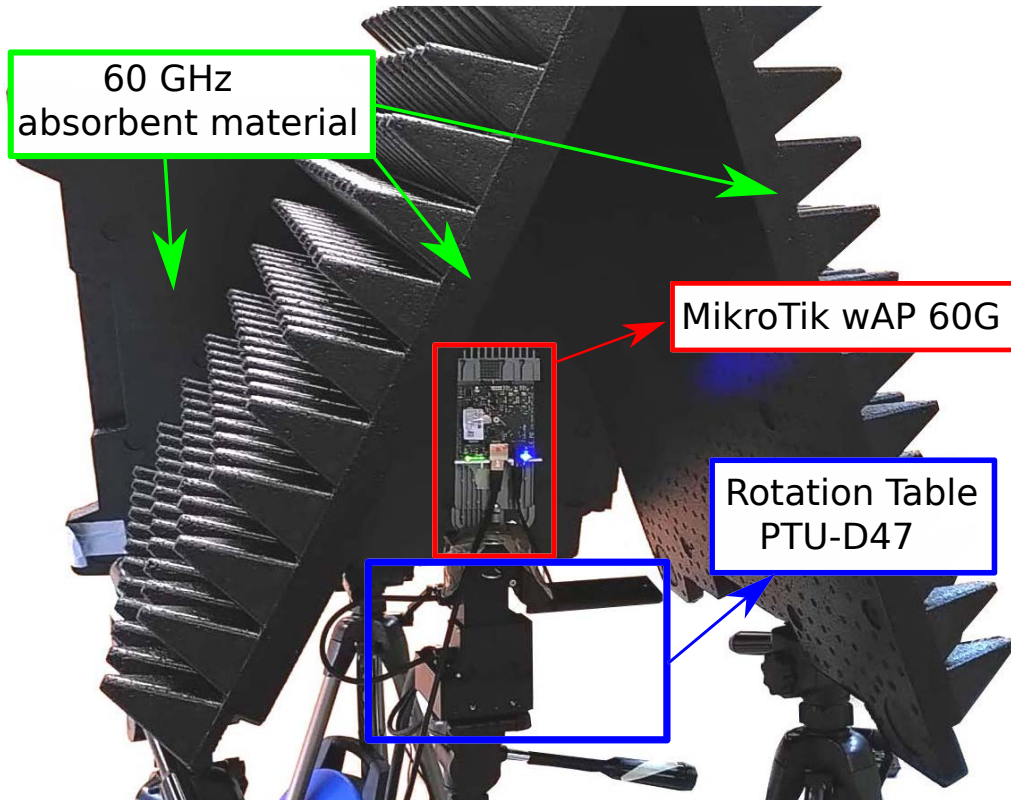 60 GHz
absorbent material
MikroTik wAP 60G
Rotation Table
PTU-D47